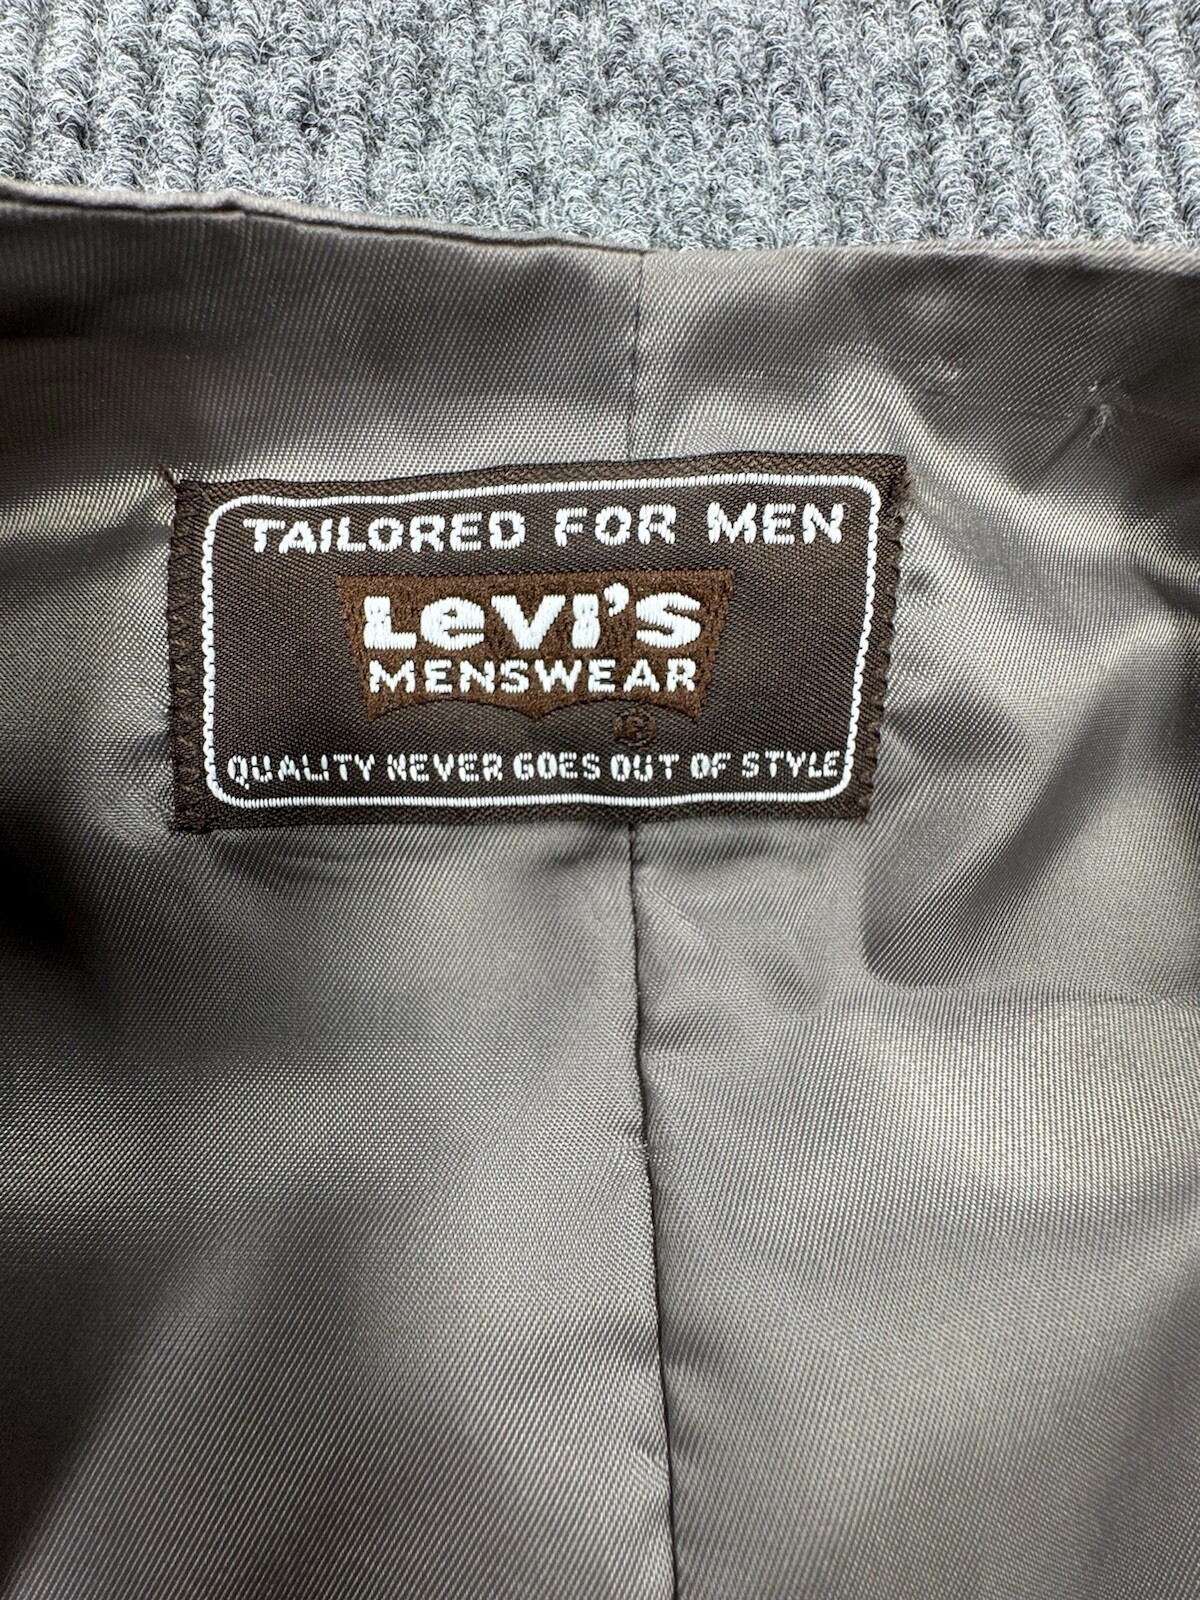 TAILORED FOR MEN
LeVI'S
MENSWEAR
®
QUALITY NEVER GOES OUT OF STYLE